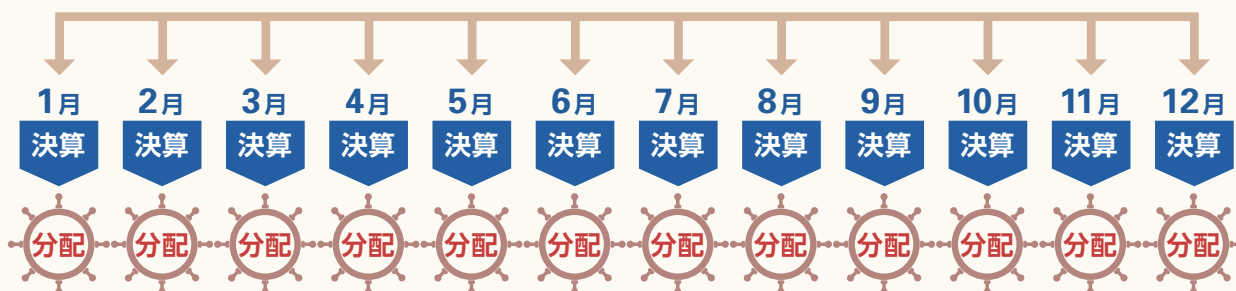 1月 2月 3月 4月 5月 6月 7月 8月 9月 10月 11月 12月
決算 決算 決算 決算 決算 決算 決算 決算 決算 決算 決算 決算
分配 分配 分配 分配 分配 分配 分配 分配 分配 分配 分配 分配